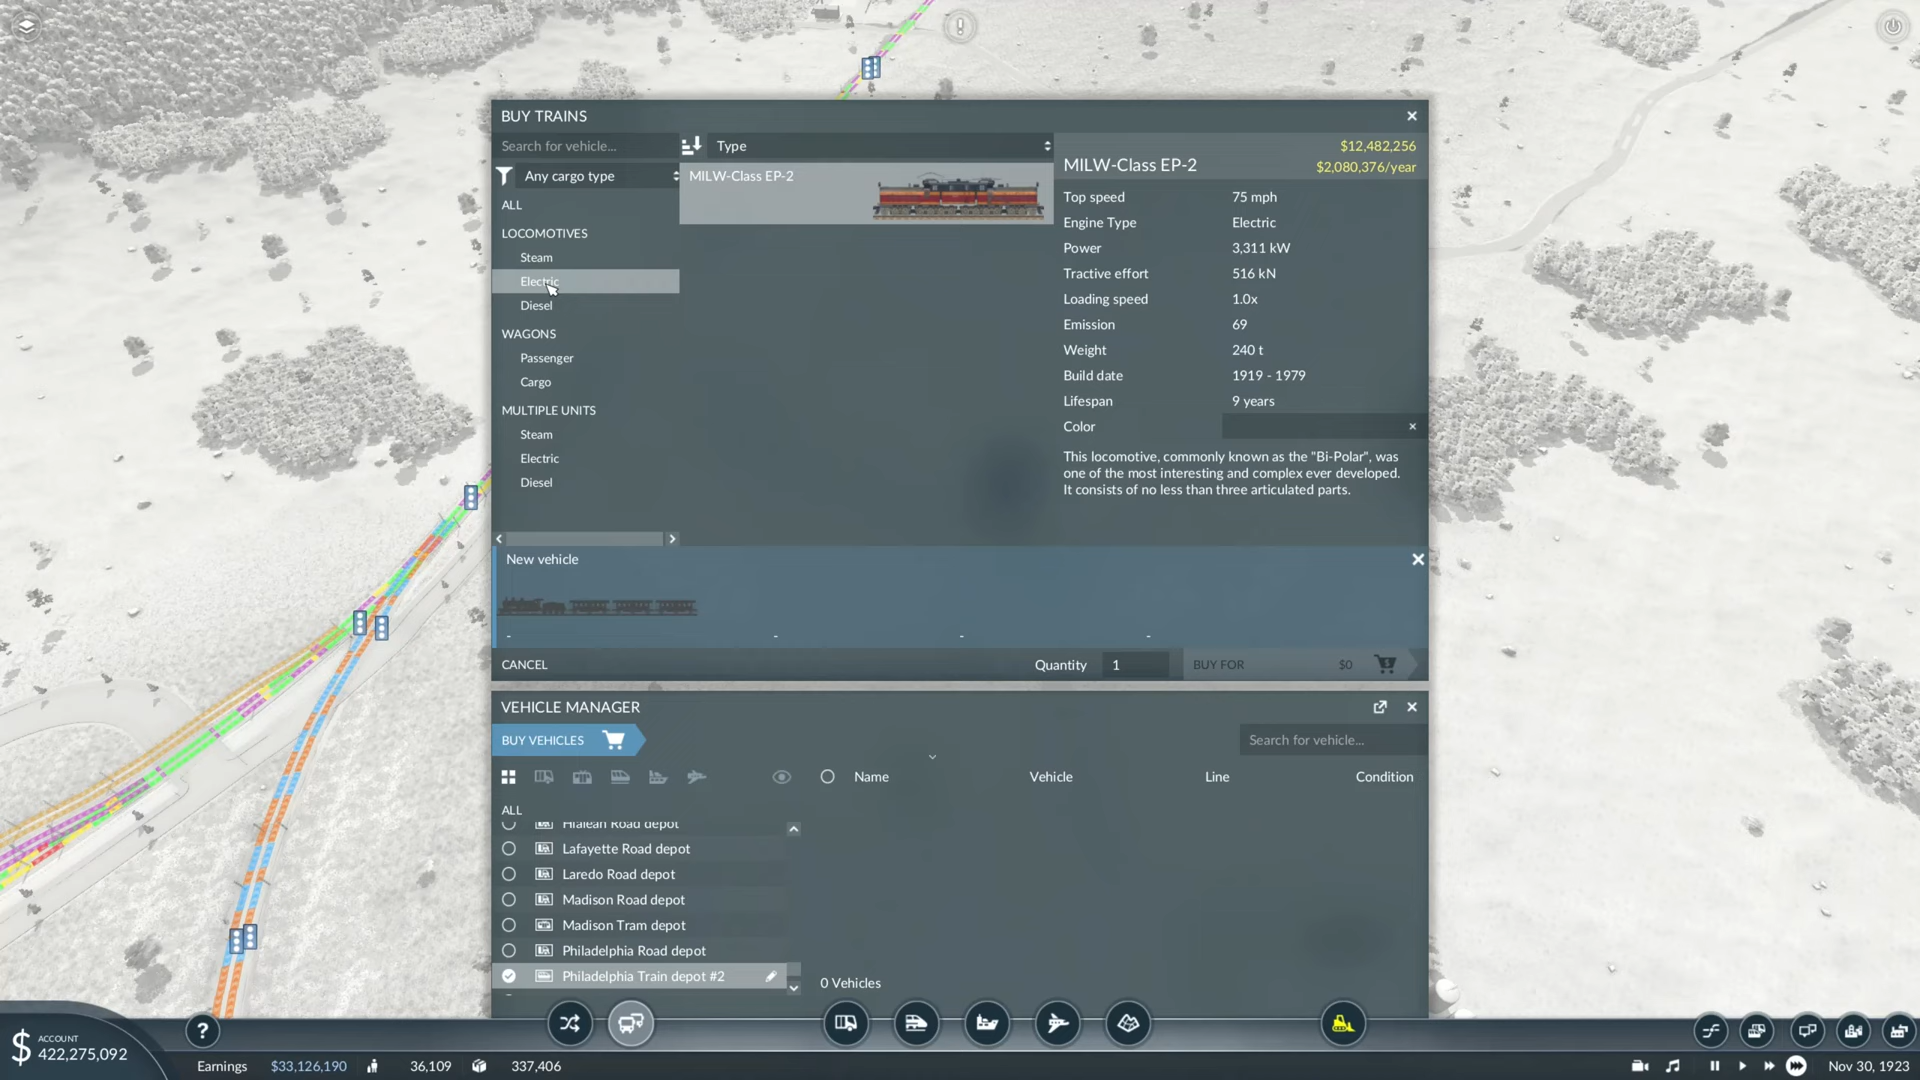 BUY TRAINS
Search for vehicle...
Type
Any cargo type
ALL
LOCOMOTIVES
Steam
Electric
Diesel
WAGONS
Passenger
Cargo
MULTIPLE UNITS
Steam
Electric
Diesel
MILW-Class EP-2
$12,482,256
MILW-Class EP-2
$2,080,376/year
Top speed 75 mph
Engine Type Electric
Power 3,311 kW
Tractive effort 516 kN
Loading speed 1.0x
Emission 69
Weight 240 t
Build date 1919 - 1979
Lifespan 9 years
Color
This locomotive, commonly known as the "Bi-Polar", was
one of the most interesting and complex ever developed.
It consists of no less than three articulated parts.
New vehicle
- - - -
CANCEL
Quantity 1
BUY FOR $0
VEHICLE MANAGER
BUY VEHICLES
Search for vehicle...
Name Vehicle Line Condition
ALL
Hialeah Road depot
Lafayette Road depot
Laredo Road depot
Madison Road depot
Madison Tram depot
Philadelphia Road depot
Philadelphia Train depot #2
0 Vehicles
?
$ ACCOUNT
422,275,092
Earnings $33,126,190 36,109 337,406
Nov 30, 1923